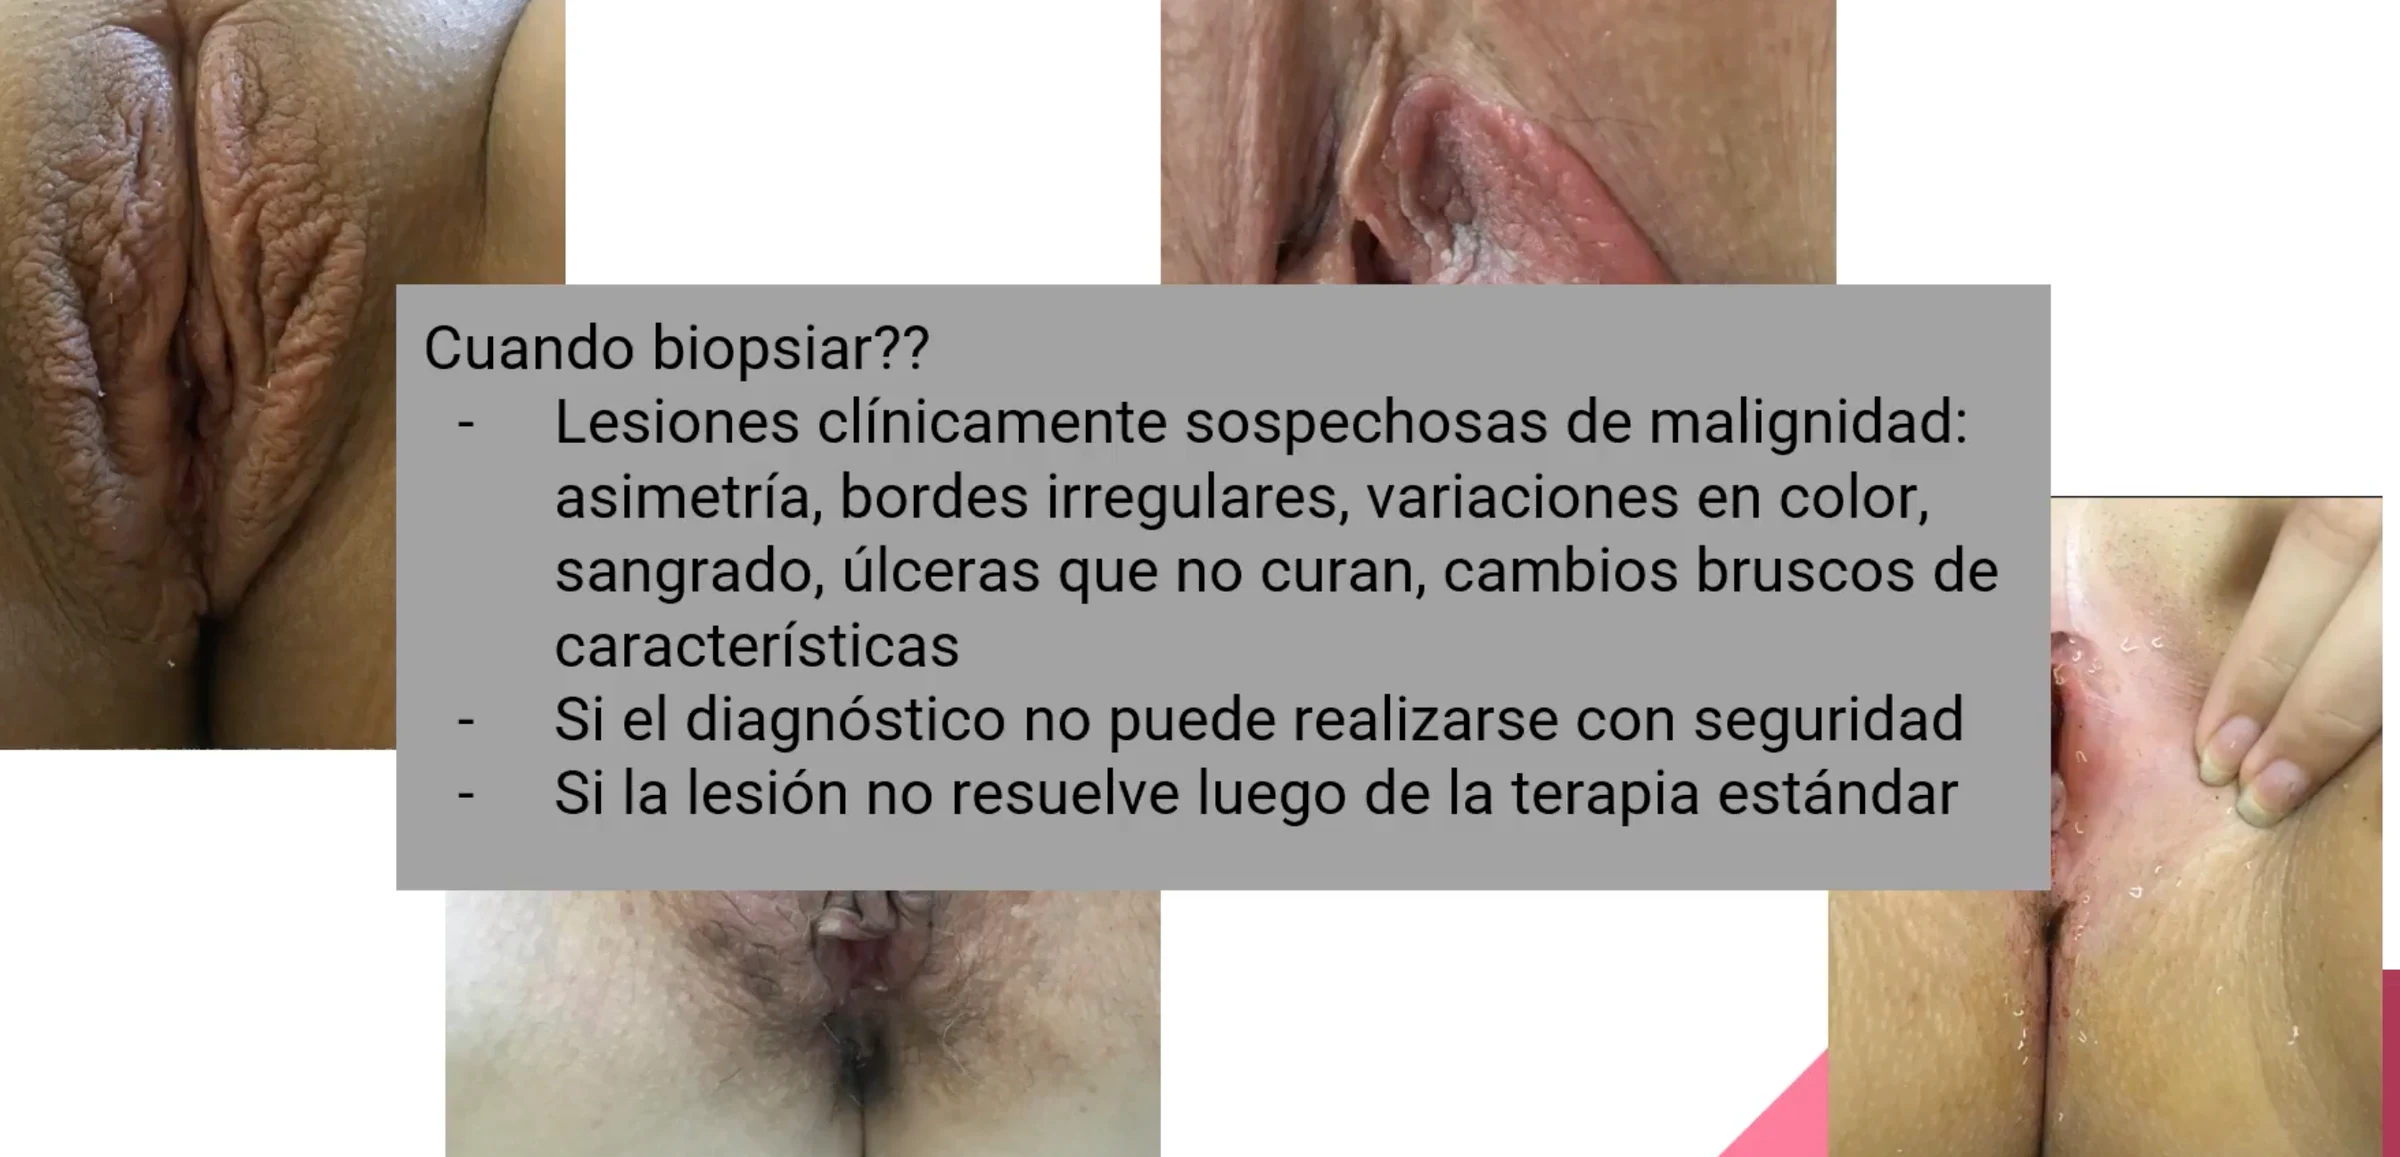 Cuando biopsiar??
- Lesiones clínicamente sospechosas de malignidad:
asimetría, bordes irregulares, variaciones en color,
sangrado, úlceras que no curan, cambios bruscos de
características
- Si el diagnóstico no puede realizarse con seguridad
- Si la lesión no resuelve luego de la terapia estándar